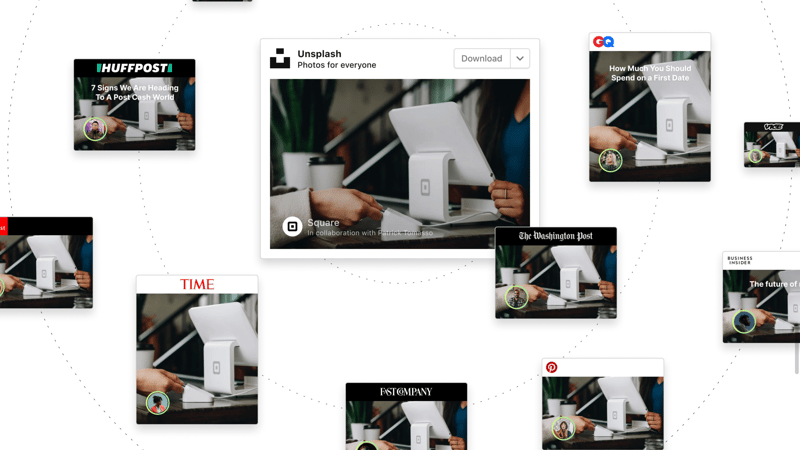 HUFFPOST
7 Signs We Are Heading
To A Post Cash World
Unsplash
Photos for everyone
Download
Square
In collaboration with Patrick Tomasso
GQ
How Much You Should
Spend on a First Date
VICE
The Washington Post
BUSINESS
INSIDER
The future of
TIME
FAST COMPANY